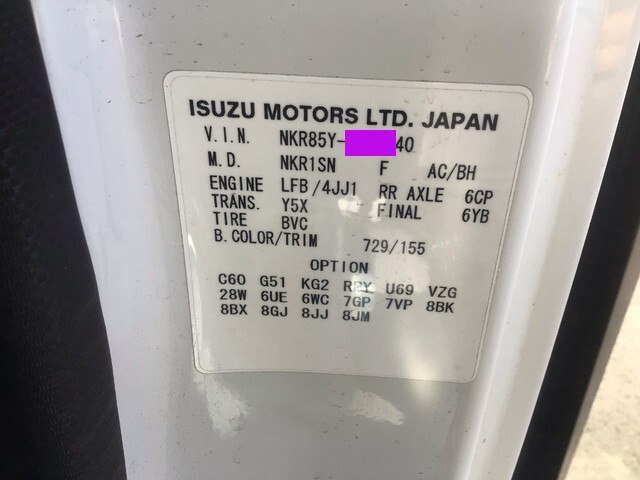 ISUZU MOTORS LTD. JAPAN
V.I.N. NKR85Y- 40
M.D. NKR1SN F AC/BH
ENGINE LFB/4JJ1 RR AXLE 6CP
TRANS. Y5X FINAL 6YB
TIRE BVC
B.COLOR/TRIM 729/155
OPTION
C60 G51 KG2 RPY U69 VZG
28W 6UE 6WC 7GP 7VP 8BK
8BX 8GJ 8JJ 8JM